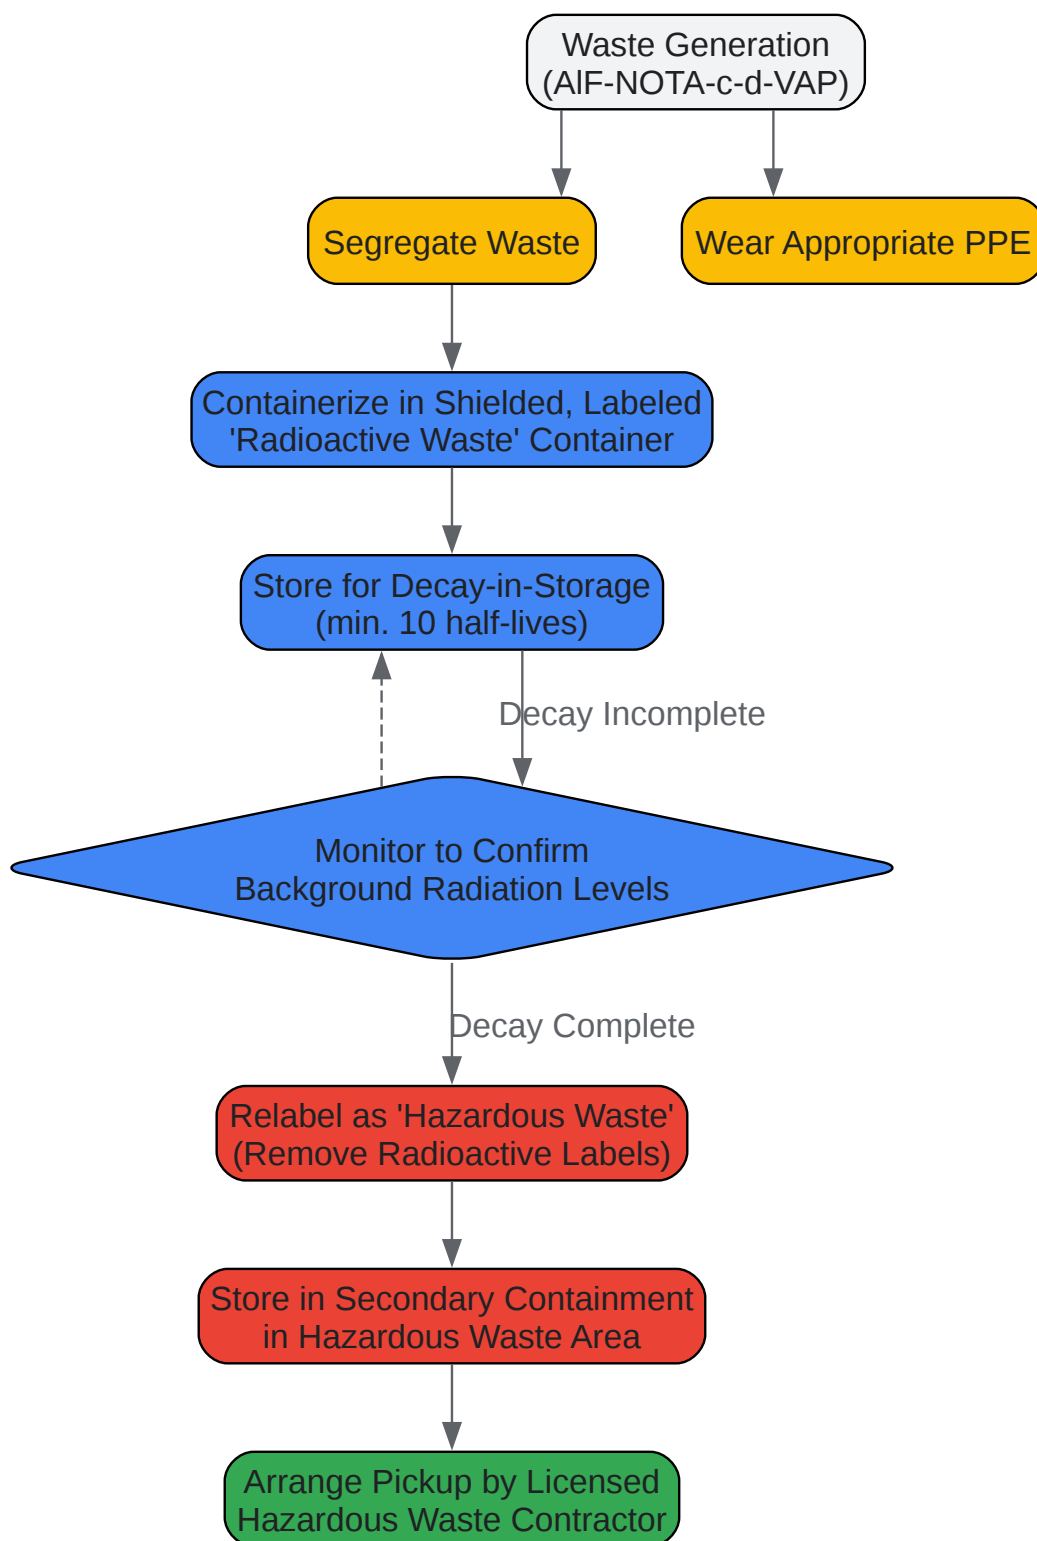 Waste Generation
(AlF-NOTA-c-d-VAP)
Segregate Waste
Wear Appropriate PPE
Containerize in Shielded, Labeled
'Radioactive Waste' Container
Store for Decay-in-Storage
(min. 10 half-lives)
Decay Incomplete
Monitor to Confirm
Background Radiation Levels
Decay Complete
Relabel as 'Hazardous Waste'
(Remove Radioactive Labels)
Store in Secondary Containment
in Hazardous Waste Area
Arrange Pickup by Licensed
Hazardous Waste Contractor